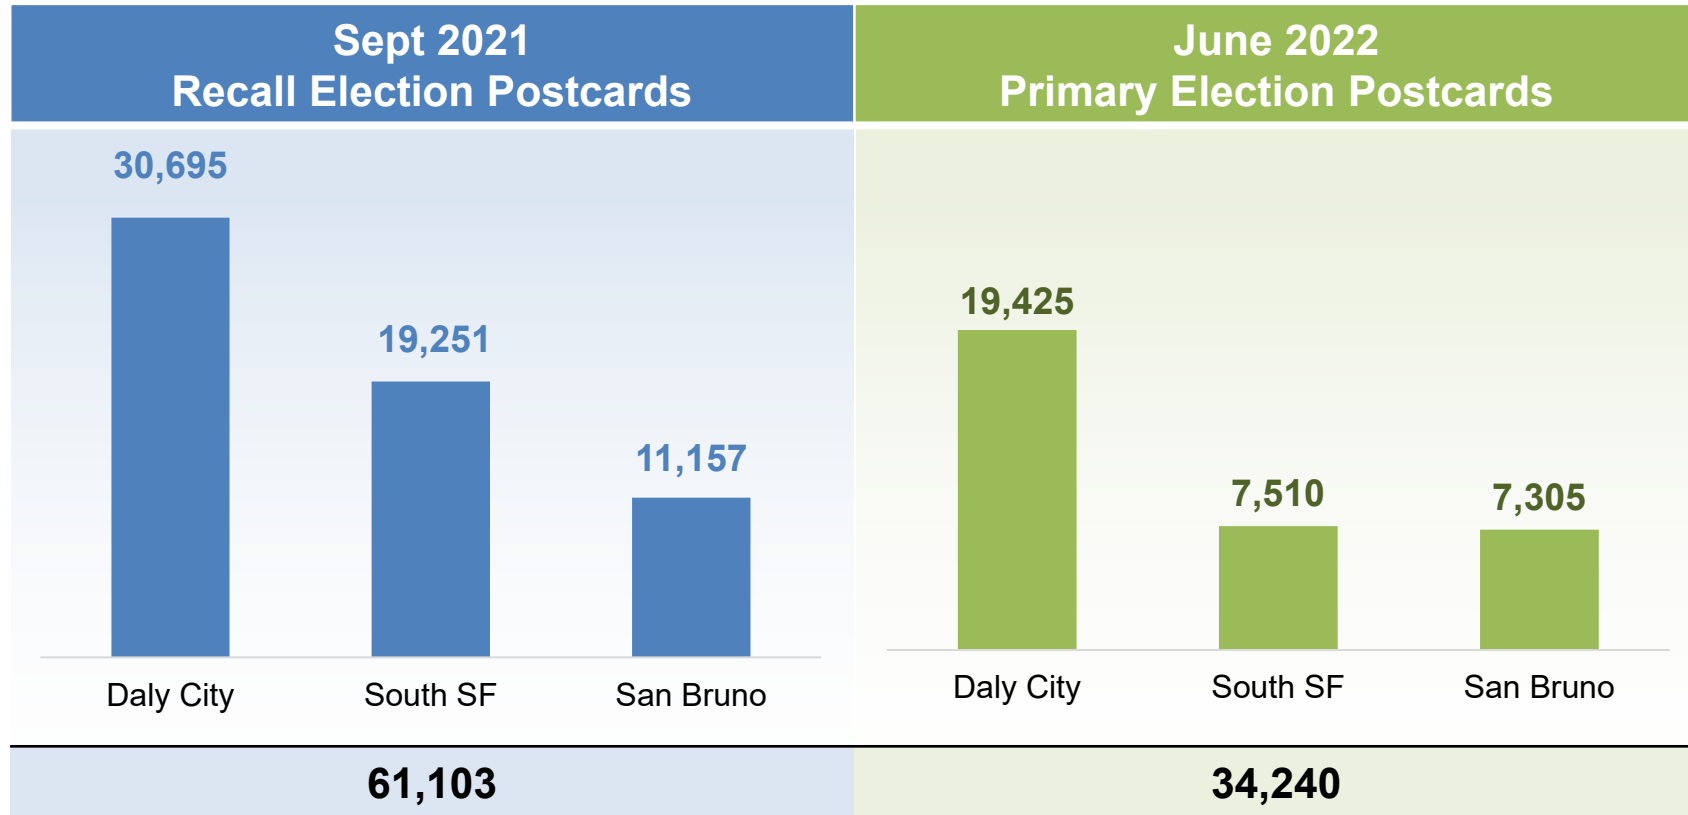 Sept 2021
Recall Election Postcards
30,695
19,251
11,157
Daly City
South SF
San Bruno
61,103
June 2022
Primary Election Postcards
19,425
7,510
7,305
Daly City
South SF
San Bruno
34,240